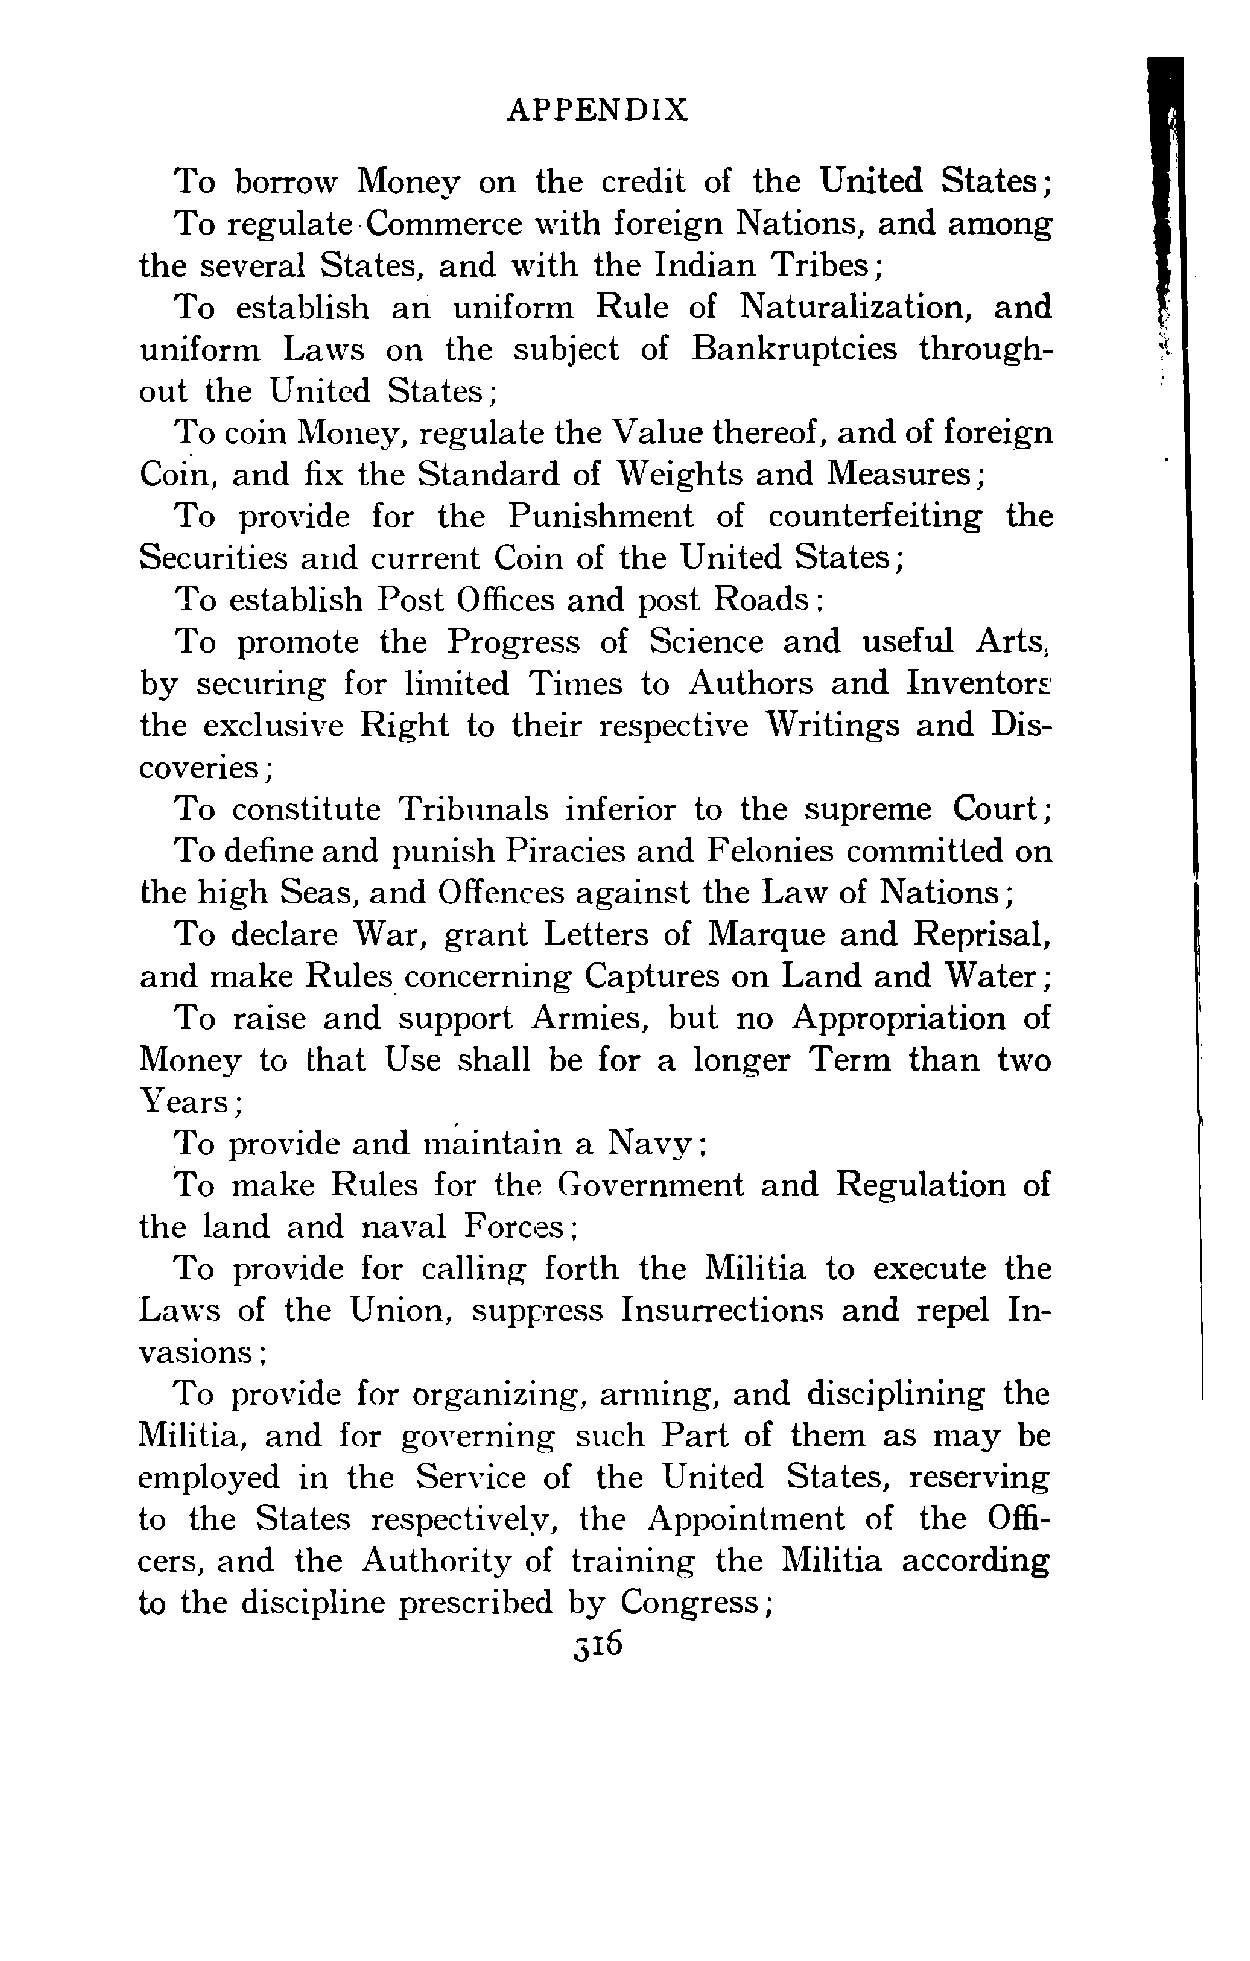 APPENDIX
To borrow Money on the credit of the United States;
To regulate Commerce with foreign Nations, and among
the several States, and with the Indian Tribes;
To establish an uniform Rule of Naturalization, and
uniform Laws on the subject of Bankruptcies through-
out the United States;
To coin Money, regulate the Value thereof, and of foreign
Coin, and fix the Standard of Weights and Measures;
To provide for the Punishment of counterfeiting the
Securities and current Coin of the United States;
To establish Post Offices and post Roads;
To promote the Progress of Science and useful Arts,
by securing for limited Times to Authors and Inventors
the exclusive Right to their respective Writings and Dis-
coveries;
To constitute Tribunals inferior to the supreme Court;
To define and punish Piracies and Felonies committed on
the high Seas, and Offences against the Law of Nations;
To declare War, grant Letters of Marque and Reprisal,
and make Rules concerning Captures on Land and Water;
To raise and support Armies, but no Appropriation of
Money to that Use shall be for a longer Term than two
Years;
To provide and maintain a Navy;
To make Rules for the Government and Regulation of
the land and naval Forces;
To provide for calling forth the Militia to execute the
Laws of the Union, suppress Insurrections and repel In-
vasions;
To provide for organizing, arming, and disciplining the
Militia, and for governing such Part of them as may be
employed in the Service of the United States, reserving
to the States respectively, the Appointment of the Offi-
cers, and the Authority of training the Militia according
to the discipline prescribed by Congress;
316